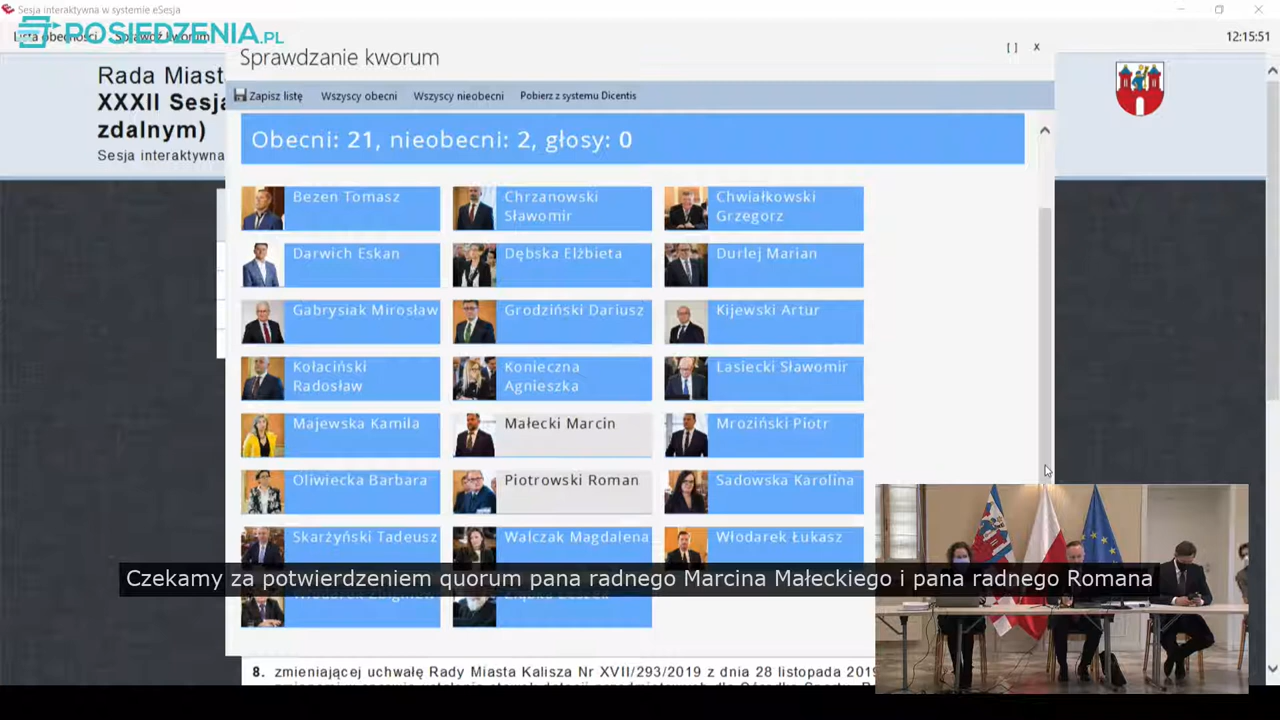 Sesja interaktywna w systemie eSesja
POSIEDZENIA.PL
Lista obecności Sprawdź kworum
12:15:51
Sprawdzanie kworum
[ ] x
Rada Miast
XXXII Sesja
zdalnym)
Sesja interaktywna
Zapisz listę Wszyscy obecni Wszyscy nieobecni Pobierz z systemu Dicentis
Obecni: 21, nieobecni: 2, głosy: 0
Bezen Tomasz
Chrzanowski
Sławomir
Chwiałkowski
Grzegorz
Darwich Eskan
Dębska Elżbieta
Durlej Marian
Gabrysiak Mirosław
Grodziński Dariusz
Kijewski Artur
Kołaciński
Radosław
Konieczna
Agnieszka
Lasiecki Sławomir
Majewska Kamila
Małecki Marcin
Mroziński Piotr
Oliwiecka Barbara
Piotrowski Roman
Sadowska Karolina
Skarżyński Tadeusz
Walczak Magdalena
Włodarek Łukasz
Czekamy za potwierdzeniem quorum pana radnego Marcina Małeckiego i pana radnego Romana
8. zmieniającej uchwałę Rady Miasta Kalisza Nr XVII/293/2019 z dnia 28 listopada 2019